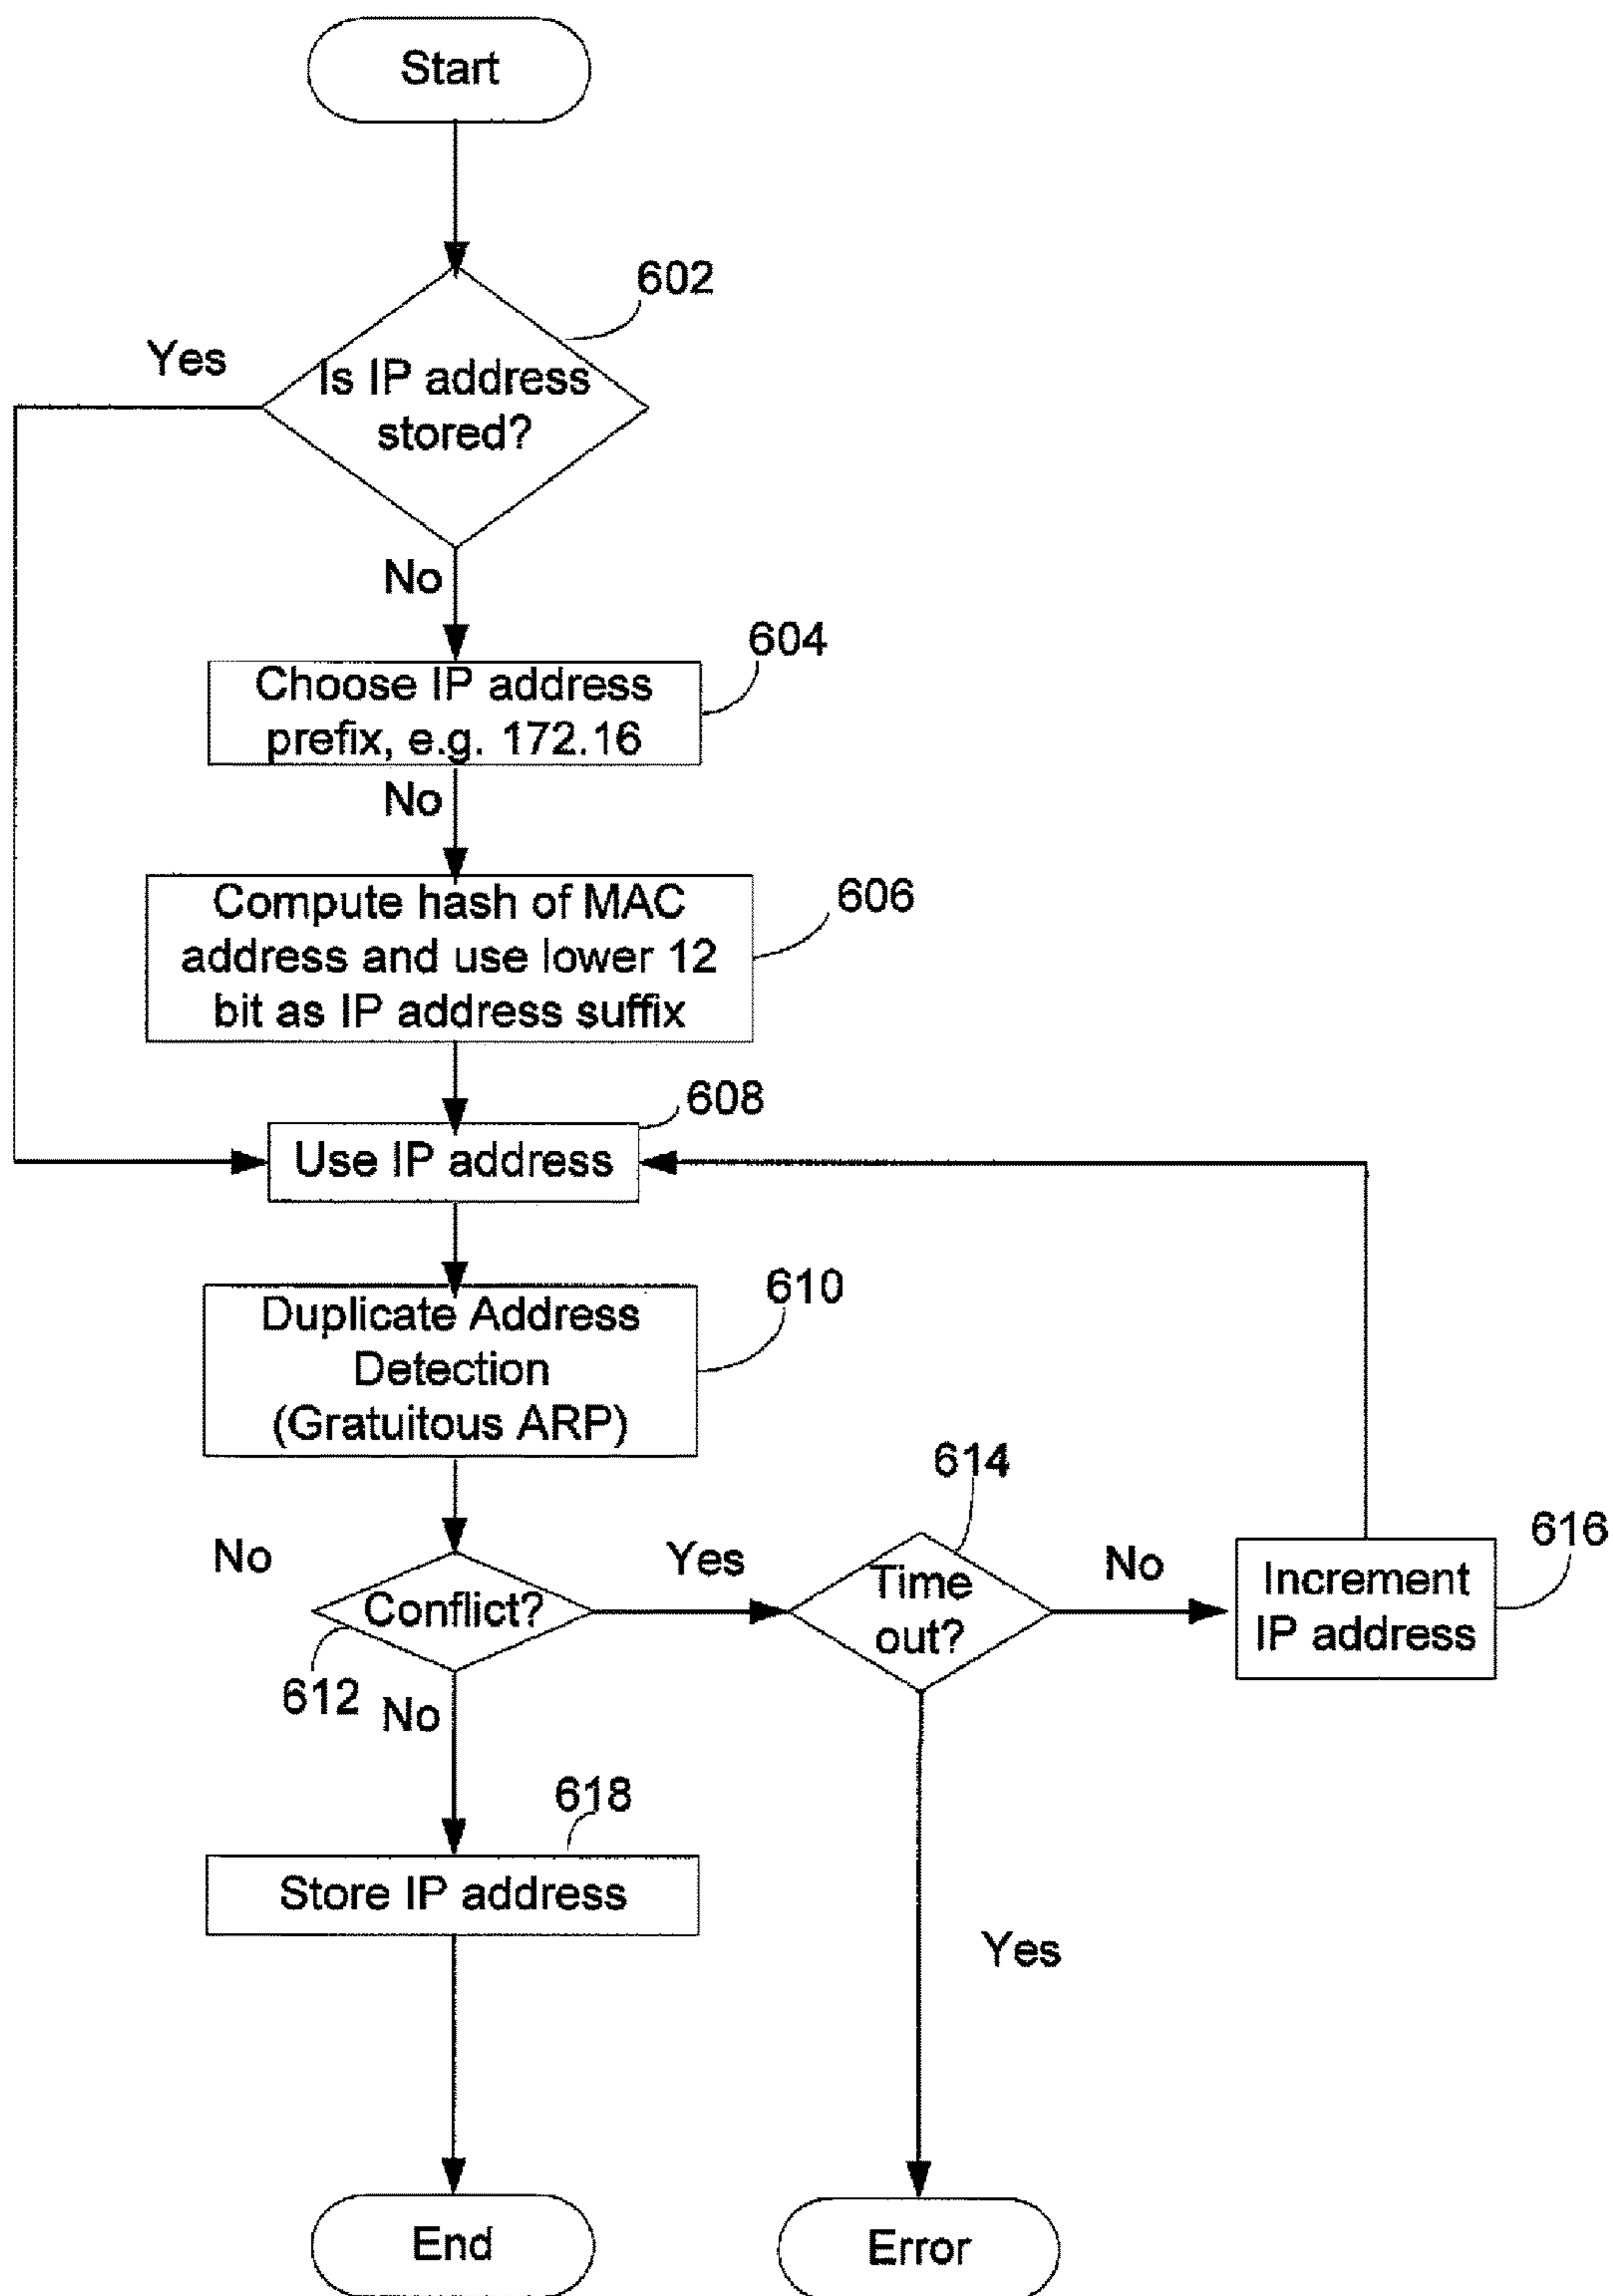 Start
602
Yes
Is IP address
stored?
No
604
Choose IP address
prefix, e.g. 172.16
No
606
Compute hash of MAC
address and use lower 12
bit as IP address suffix
608
Use IP address
610
Duplicate Address
Detection
(Gratuitous ARP)
614
616
No
Conflict?
Yes
Time
out?
No
Increment
IP address
612
No
618
Store IP address
Yes
End
Error